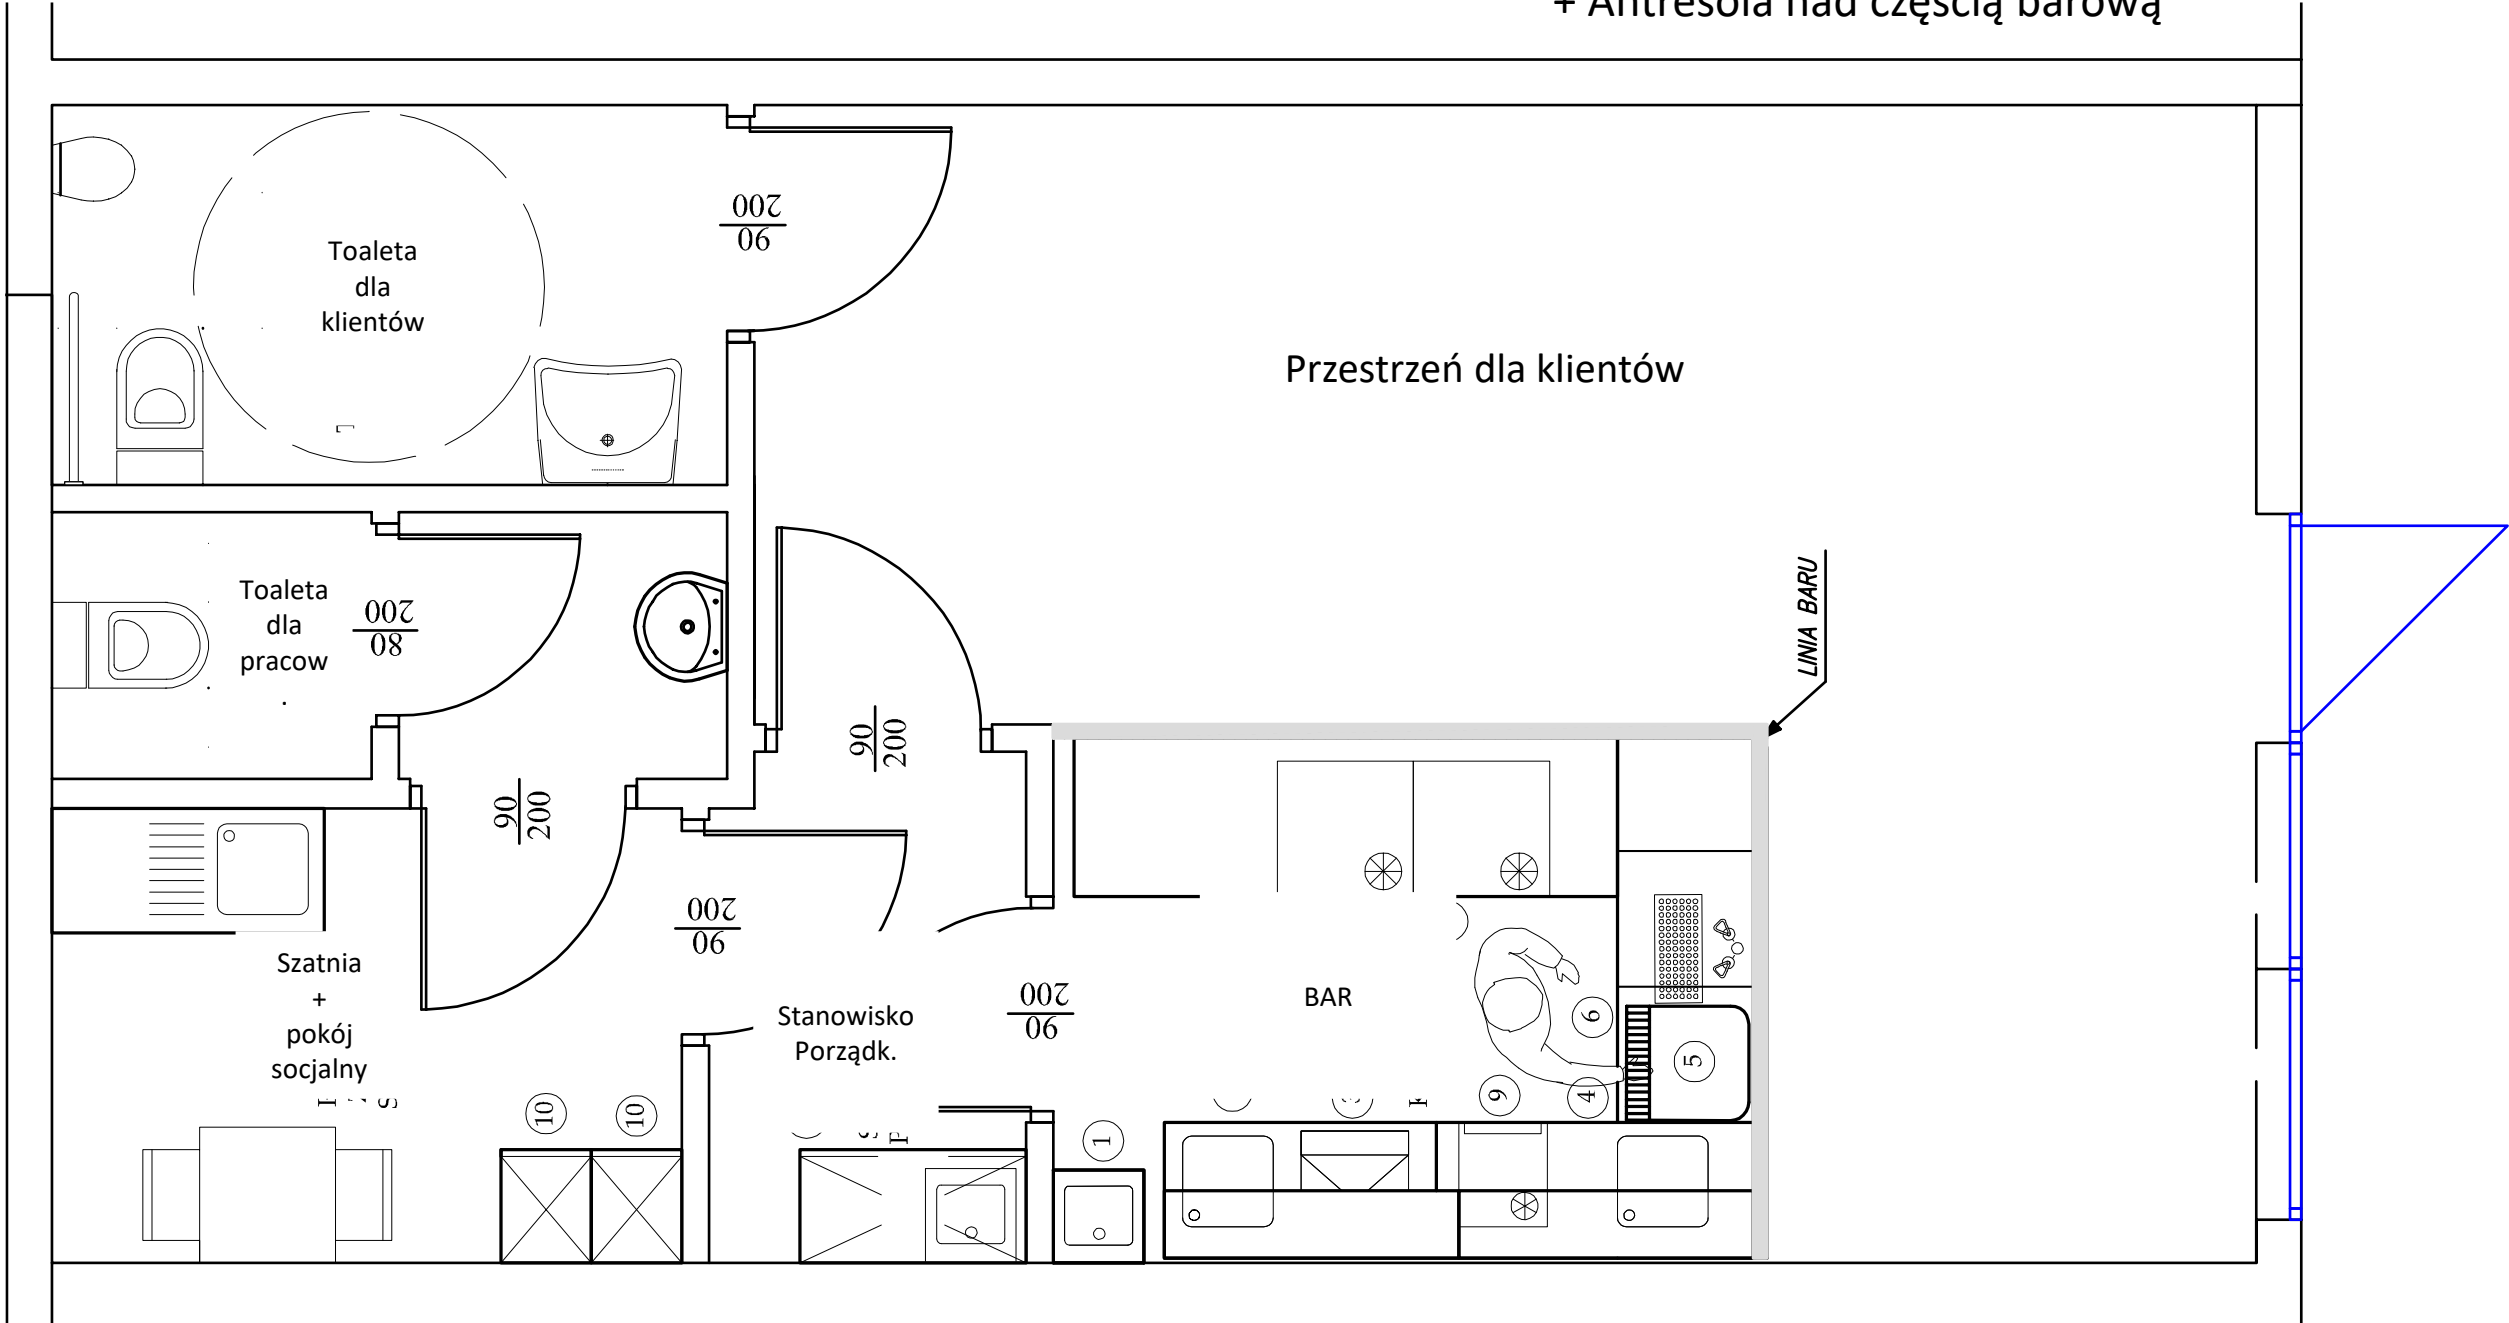 + Antresola nad częścią barową
200
90
Toaleta
dla
klientów
Przestrzeń dla klientów
Toaleta
dla
pracow
.
200
80
LINIA BARU
90
200
90
200
200
90
Szatnia
+
pokój
socjalny
Stanowisko
Porządk.
200
90
BAR
6
5
9
4
10
10
1